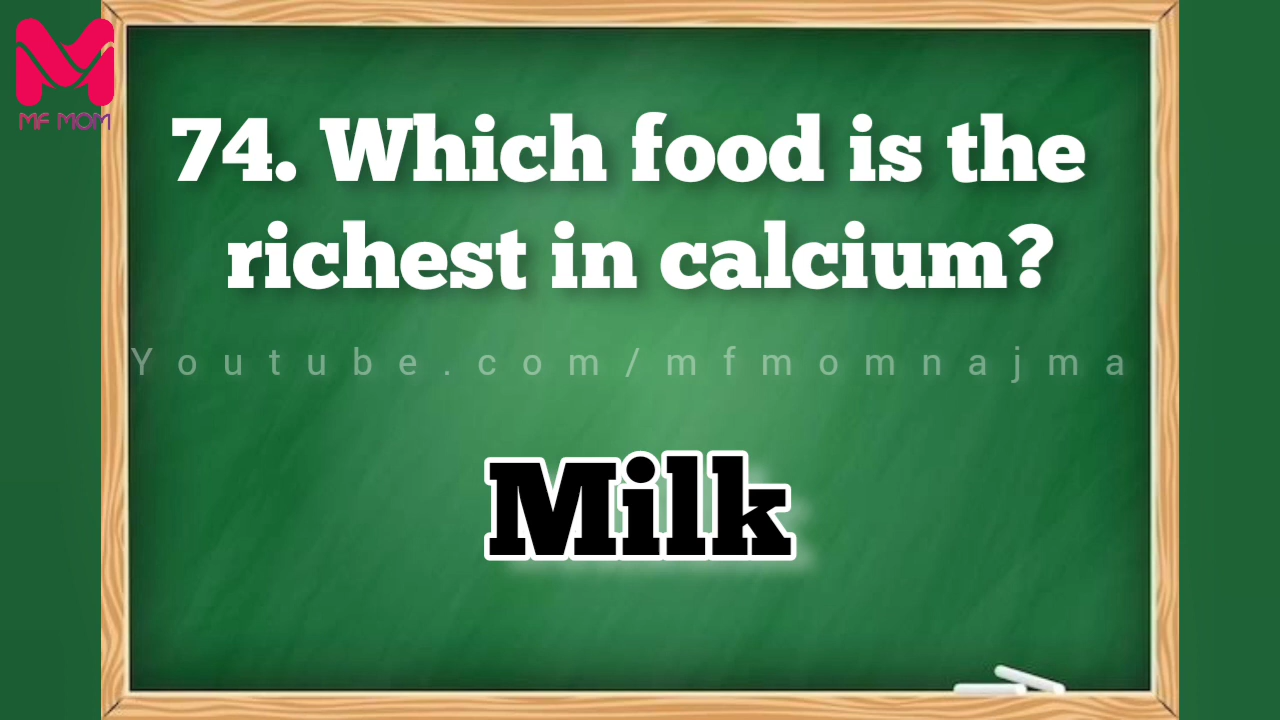 MF MOM
74. Which food is the
richest in calcium?
Youtube.com/mfmomnajma
Milk